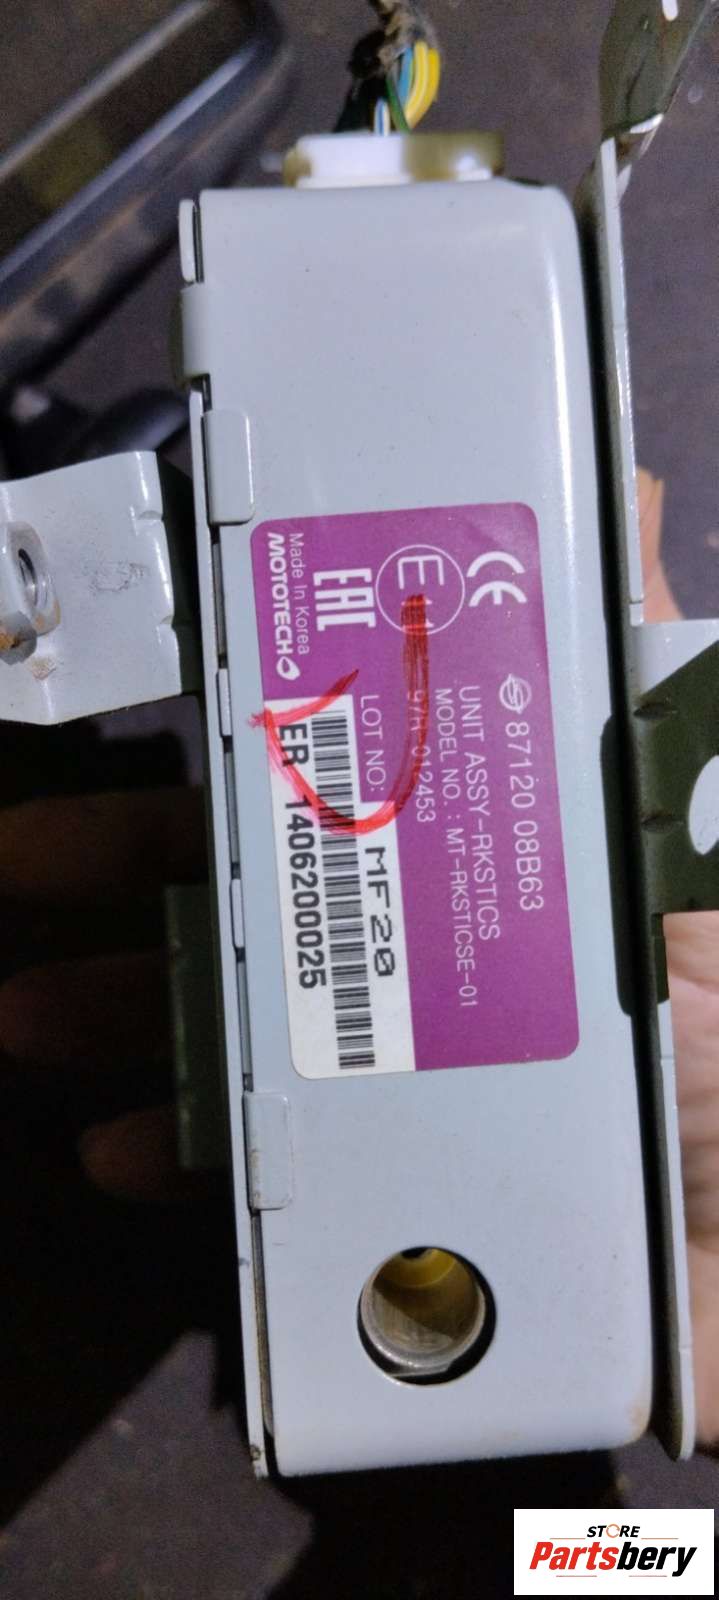 CE
E
EAC
Made In Korea
MOTOTECH
87120 08B63
UNIT ASSY-RKSTICS
MODEL NO. : MT-RKSTICSE-01
012453
LOT NO:
MF20
ER 1406200025
STORE
Partsbery